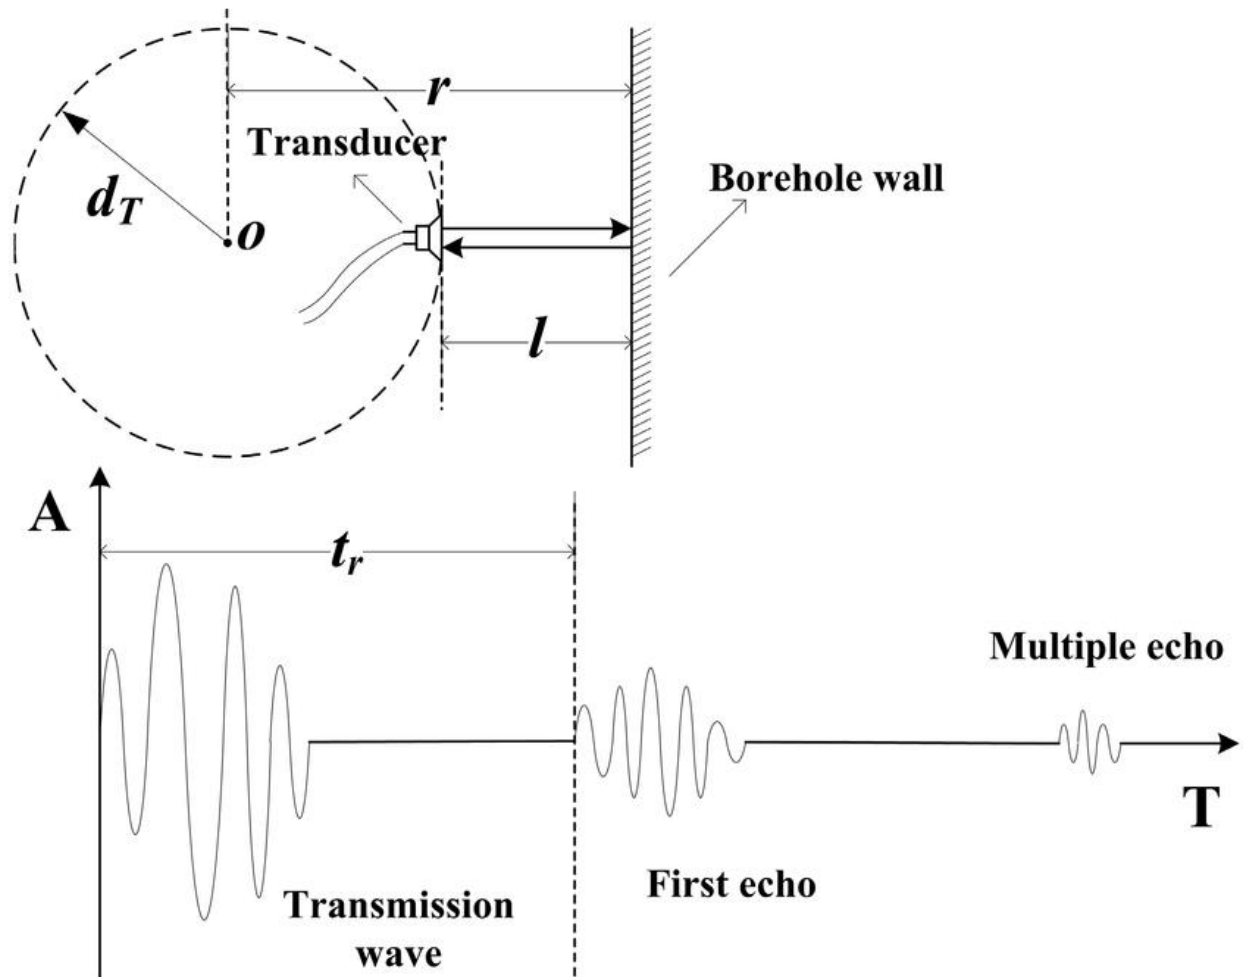 r
Transducer
Borehole wall
d_T
o
l
A
t_r
Multiple echo
T
First echo
Transmission
wave